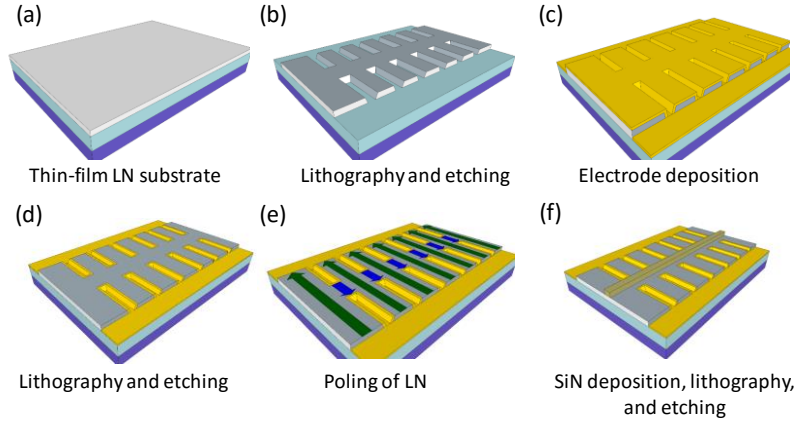 (a)
(b)
(c)
Thin-film LN substrate
Lithography and etching
Electrode deposition
(d)
(e)
(f)
Lithography and etching
Poling of LN
SiN deposition, lithography,
and etching